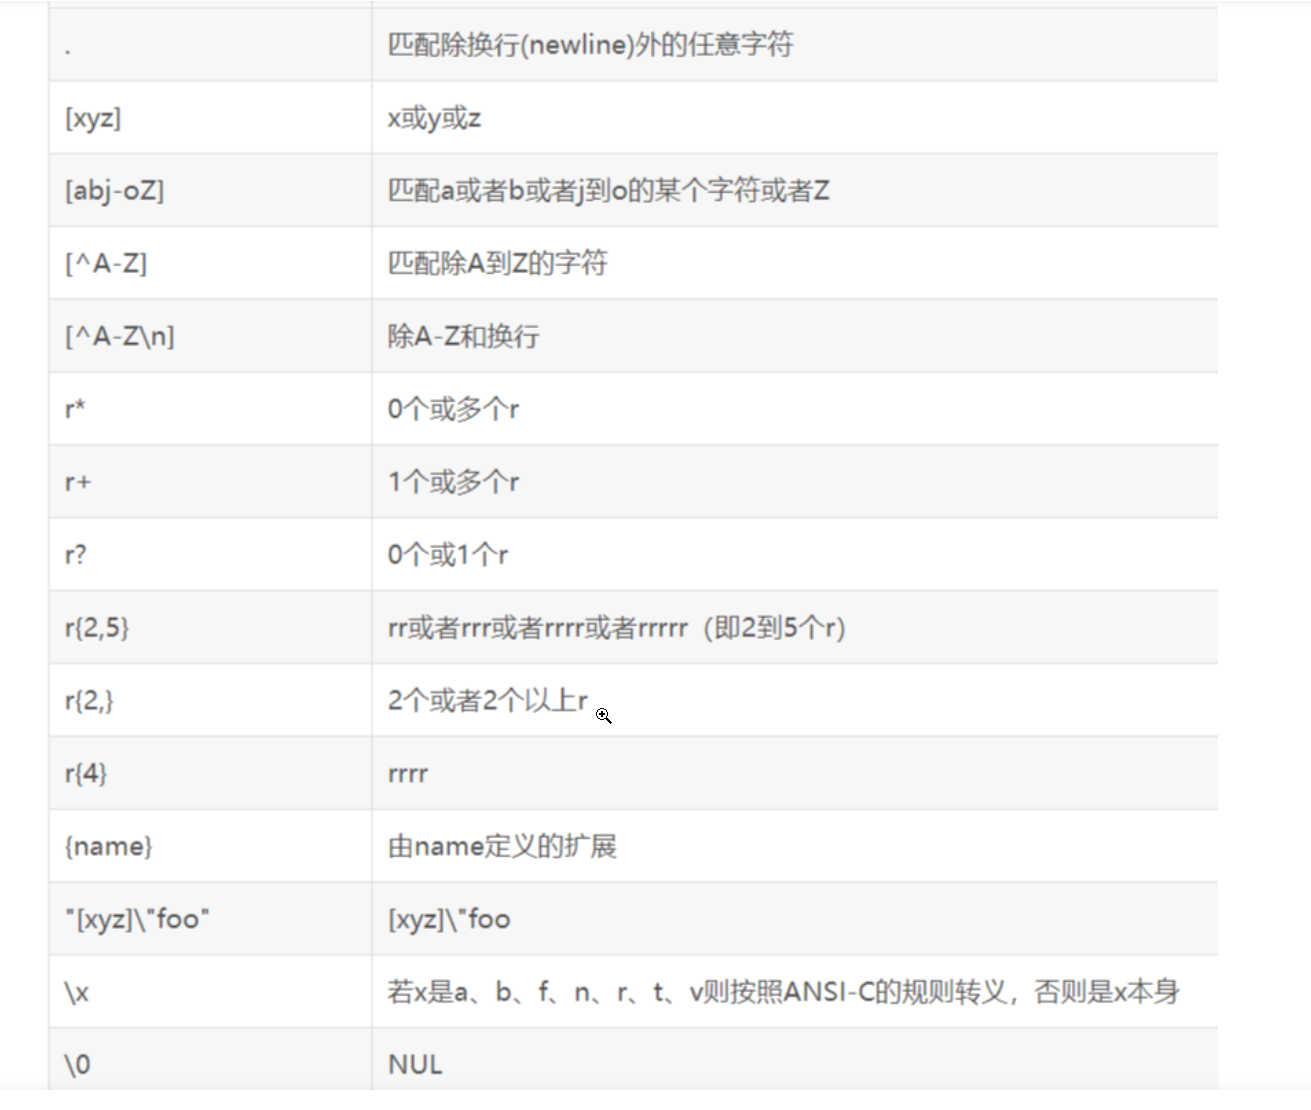 . 匹配除换行(newline)外的任意字符
[xyz] x或y或z
[abj-oZ] 匹配a或者b或者j到o的某个字符或者Z
[^A-Z] 匹配除A到Z的字符
[^A-Z\n] 除A-Z和换行
r* 0个或多个r
r+ 1个或多个r
r? 0个或1个r
r{2,5} rr或者rrr或者rrrr或者rrrrr（即2到5个r）
r{2,} 2个或者2个以上r
r{4} rrrr
{name} 由name定义的扩展
"[xyz]\"foo" [xyz]\"foo
\x 若x是a、b、f、n、r、t、v则按照ANSI-C的规则转义，否则是x本身
\0 NUL